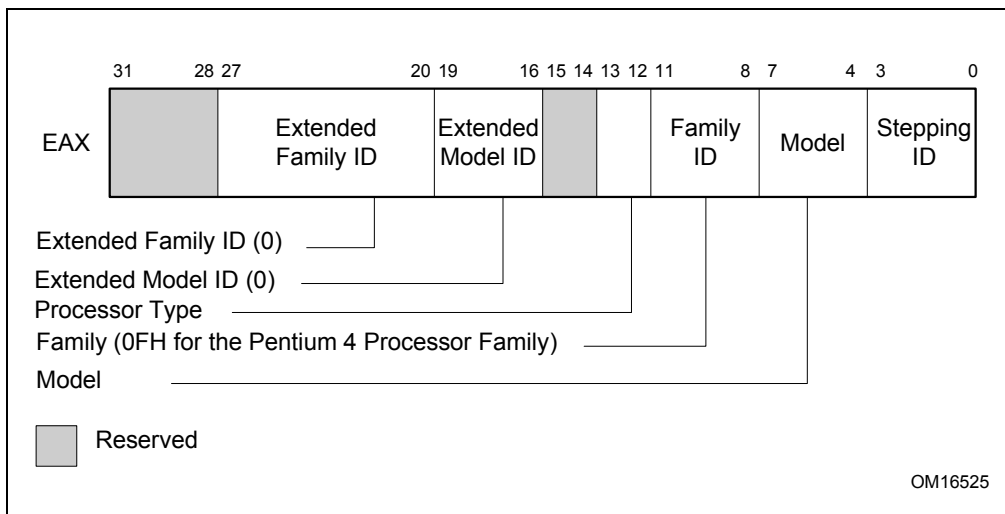 31 28 27 20 19 16 15 14 13 12 11 8 7 4 3 0
EAX
Extended
Family ID
Extended
Model ID
Family
ID
Model
Stepping
ID
Extended Family ID (0)
Extended Model ID (0)
Processor Type
Family (0FH for the Pentium 4 Processor Family)
Model
Reserved
OM16525